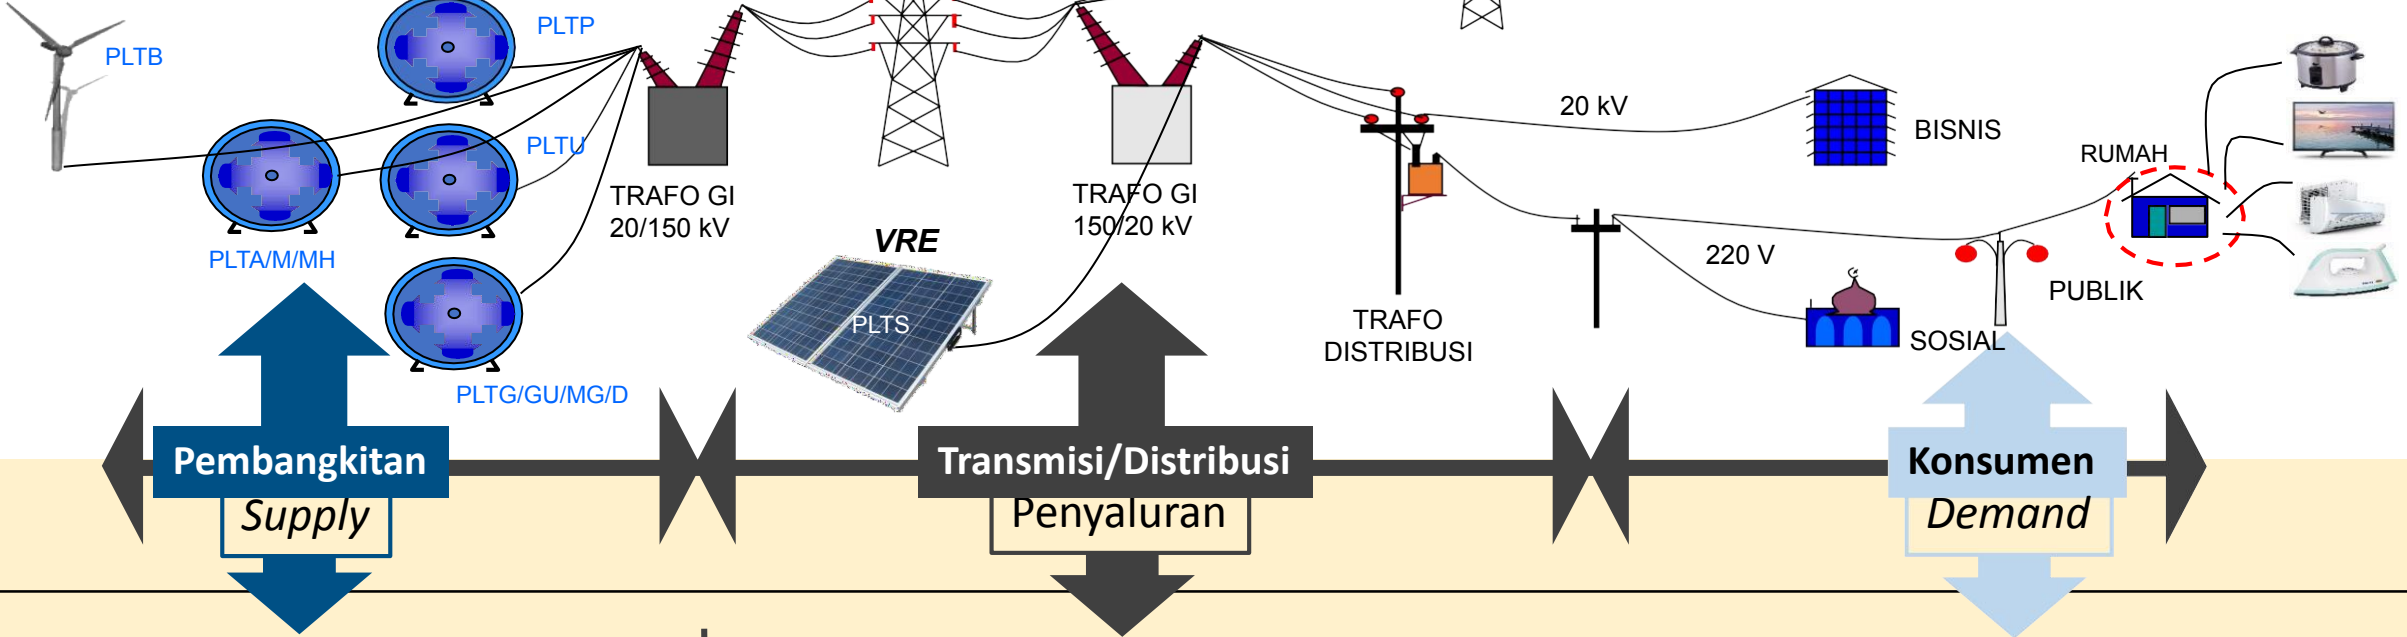 PLTB
PLTP
PLTU
PLTA/M/MH
PLTG/GU/MG/D
TRAFO GI
20/150 kV
VRE
PLTS
TRAFO GI
150/20 kV
20 kV
TRAFO
DISTRIBUSI
220 V
BISNIS
RUMAH
PUBLIK
SOSIAL
Pembangkitan
Supply
Transmisi/Distribusi
Penyaluran
Konsumen
Demand